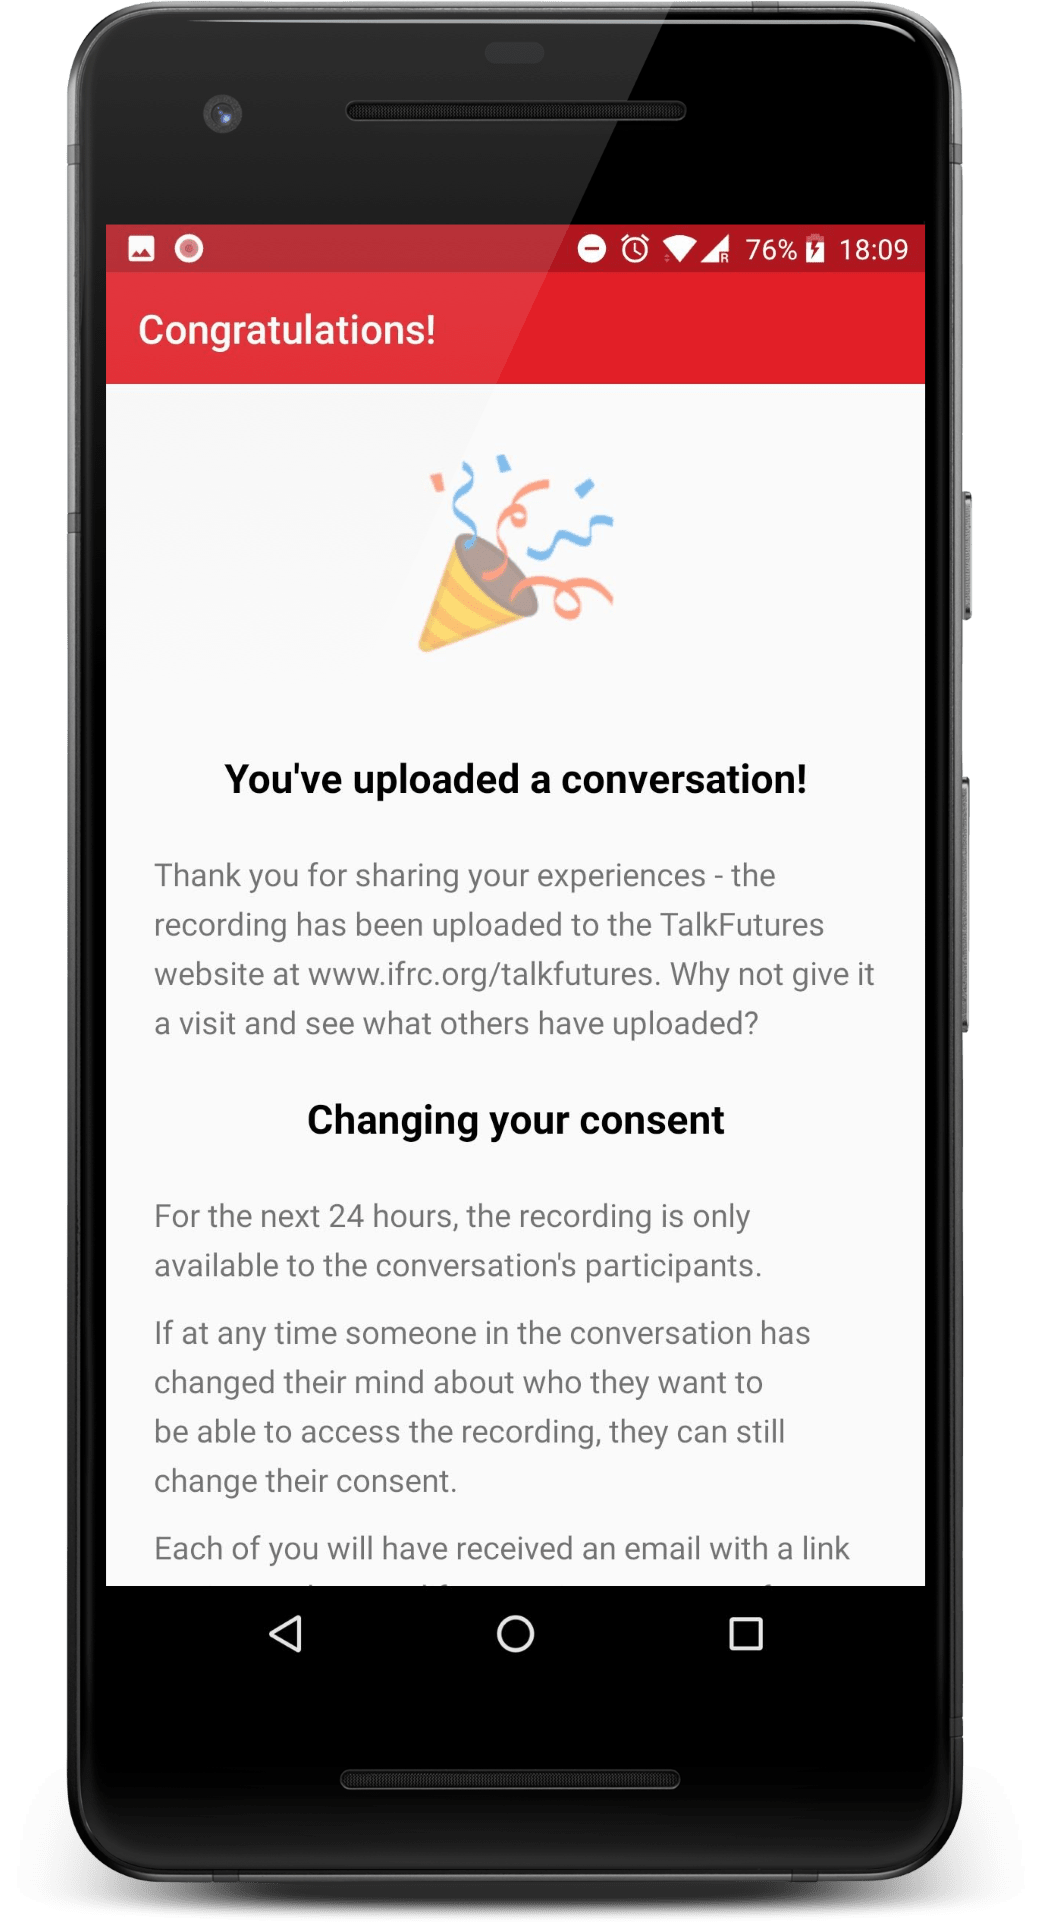 76% 18:09
Congratulations!
You've uploaded a conversation!
Thank you for sharing your experiences - the
recording has been uploaded to the TalkFutures
website at www.ifrc.org/talkfutures. Why not give it
a visit and see what others have uploaded?
Changing your consent
For the next 24 hours, the recording is only
available to the conversation's participants.
If at any time someone in the conversation has
changed their mind about who they want to
be able to access the recording, they can still
change their consent.
Each of you will have received an email with a link